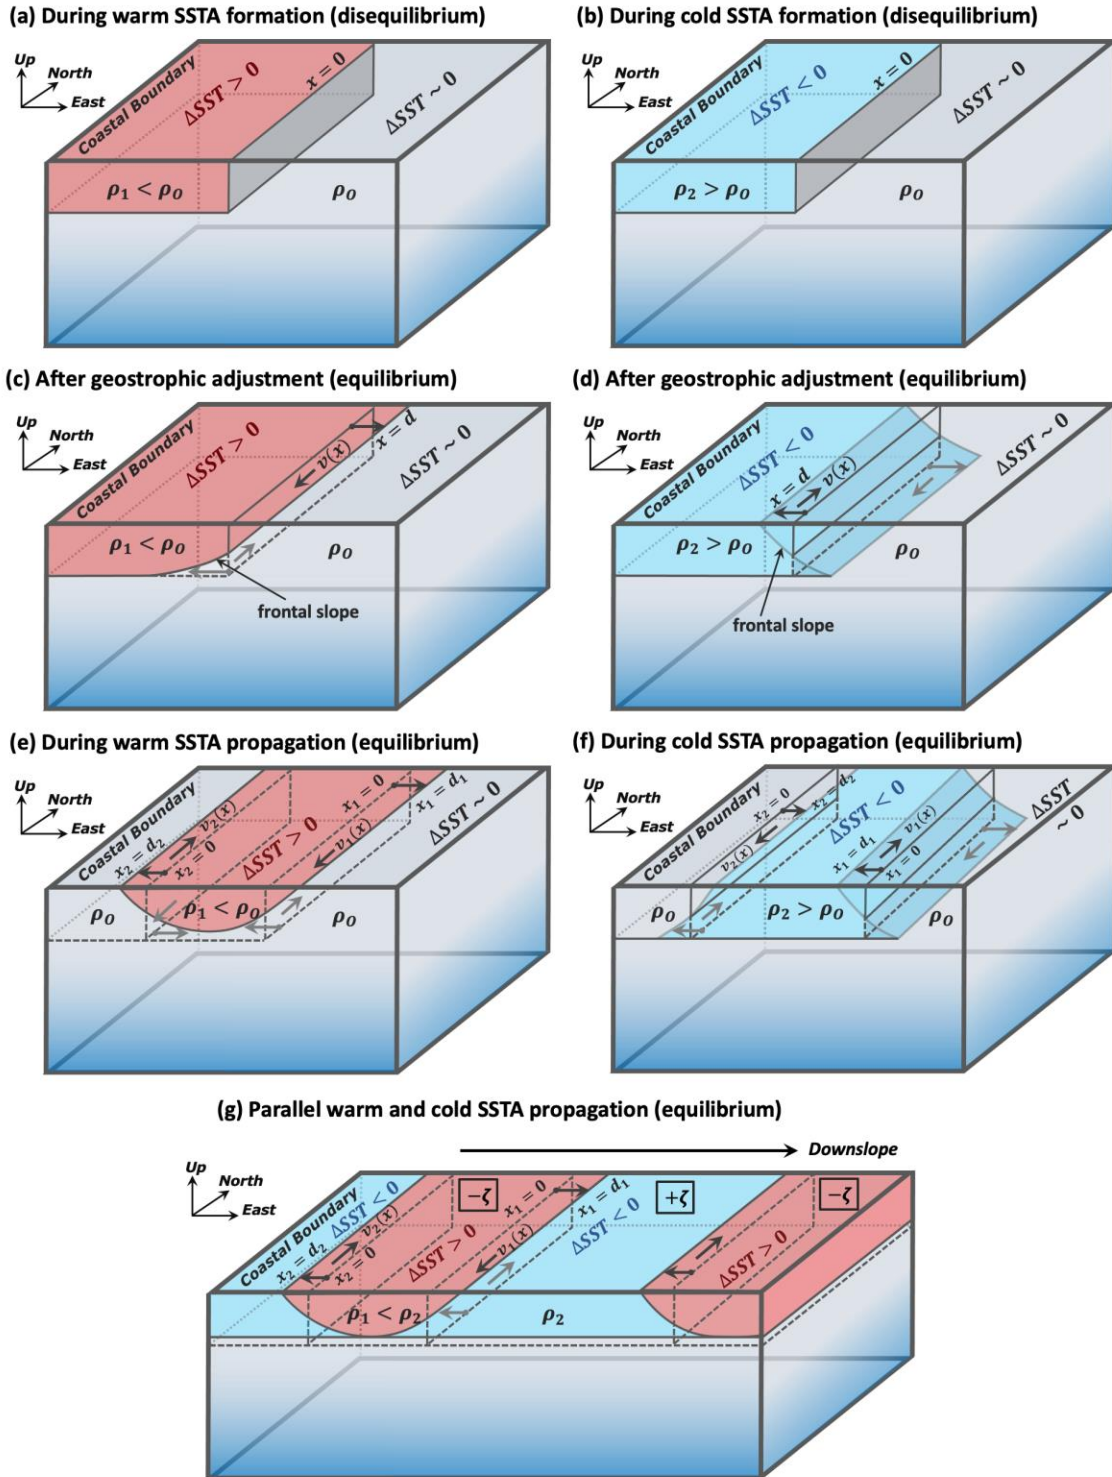 (a) During warm SSTA formation (disequilibrium)
Up
North
East
Coastal Boundary
ΔSST > 0
x = 0
ΔSST ~ 0
ρ₁ < ρ₀
ρ₀
(b) During cold SSTA formation (disequilibrium)
Up
North
East
Coastal Boundary
ΔSST < 0
x = 0
ΔSST ~ 0
ρ₂ > ρ₀
ρ₀
(c) After geostrophic adjustment (equilibrium)
Up
North
East
Coastal Boundary
ΔSST > 0
v(x)
x = d
ΔSST ~ 0
ρ₁ < ρ₀
ρ₀
frontal slope
(d) After geostrophic adjustment (equilibrium)
Up
North
East
Coastal Boundary
ΔSST < 0
x = d
v(x)
ΔSST ~ 0
ρ₂ > ρ₀
ρ₀
frontal slope
(e) During warm SSTA propagation (equilibrium)
Up
North
East
Coastal Boundary
x₂ = d₂
v₂(x)
x₂ = 0
ΔSST > 0
x₁ = 0
v₁(x)
x₁ = d₁
ΔSST ~ 0
ρ₀
ρ₁ < ρ₀
ρ₀
(f) During cold SSTA propagation (equilibrium)
Up
North
East
Coastal Boundary
x₂ = 0
v₂(x)
x₂ = d₂
ΔSST < 0
x₁ = d₁
v₁(x)
x₁ = 0
ΔSST
~ 0
ρ₀
ρ₂ > ρ₀
ρ₀
(g) Parallel warm and cold SSTA propagation (equilibrium)
Downslope
Up
North
East
Coastal Boundary
ΔSST < 0
x₂ = d₂
v₂(x)
x₂ = 0
−ζ
ΔSST > 0
x₁ = 0
v₁(x)
x₁ = d₁
ΔSST < 0
+ζ
−ζ
ΔSST > 0
ρ₁ < ρ₂
ρ₂